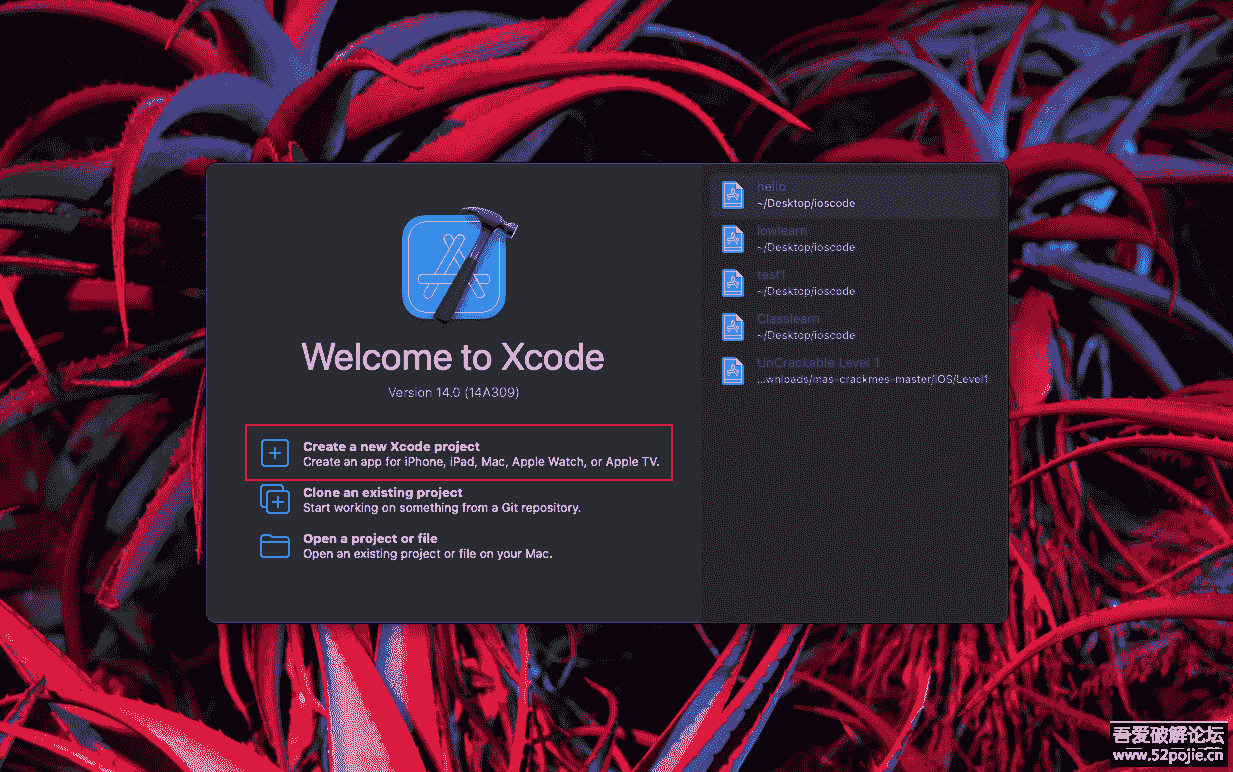 Welcome to Xcode
Version 14.0 (14A309)
Create a new Xcode project
Create an app for iPhone, iPad, Mac, Apple Watch, or Apple TV.
Clone an existing project
Start working on something from a Git repository.
Open a project or file
Open an existing project or file on your Mac.
hello
~/Desktop/ioscode
lowlearn
~/Desktop/ioscode
test1
~/Desktop/ioscode
Classlearn
~/Desktop/ioscode
UnCrackable Level 1
...wnloads/mas-crackmes-master/iOS/Level1
吾爱破解论坛
www.52pojie.cn